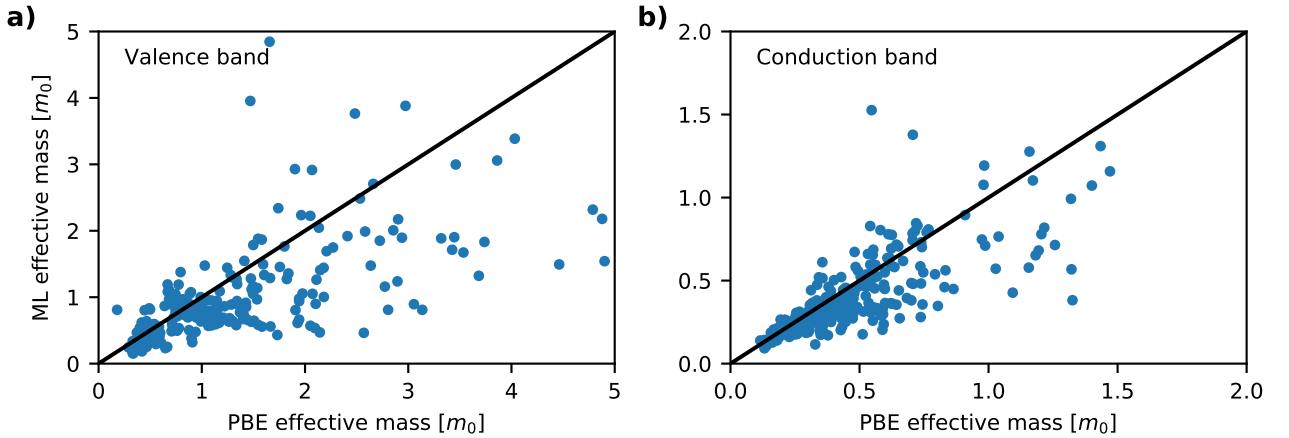 a)
Valence band
5
4
3
2
1
0
ML effective mass [m₀]
0 1 2 3 4 5
PBE effective mass [m₀]
b)
Conduction band
2.0
1.5
1.0
0.5
0.0
0.0 0.5 1.0 1.5 2.0
PBE effective mass [m₀]